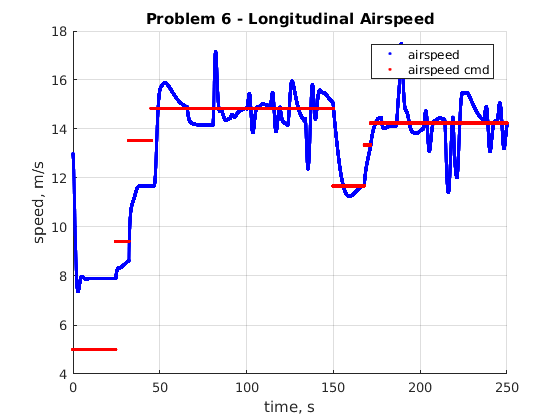 Problem 6 - Longitudinal Airspeed
airspeed
airspeed cmd
18
16
14
12
10
8
6
4
speed, m/s
0
50
100
150
200
250
time, s